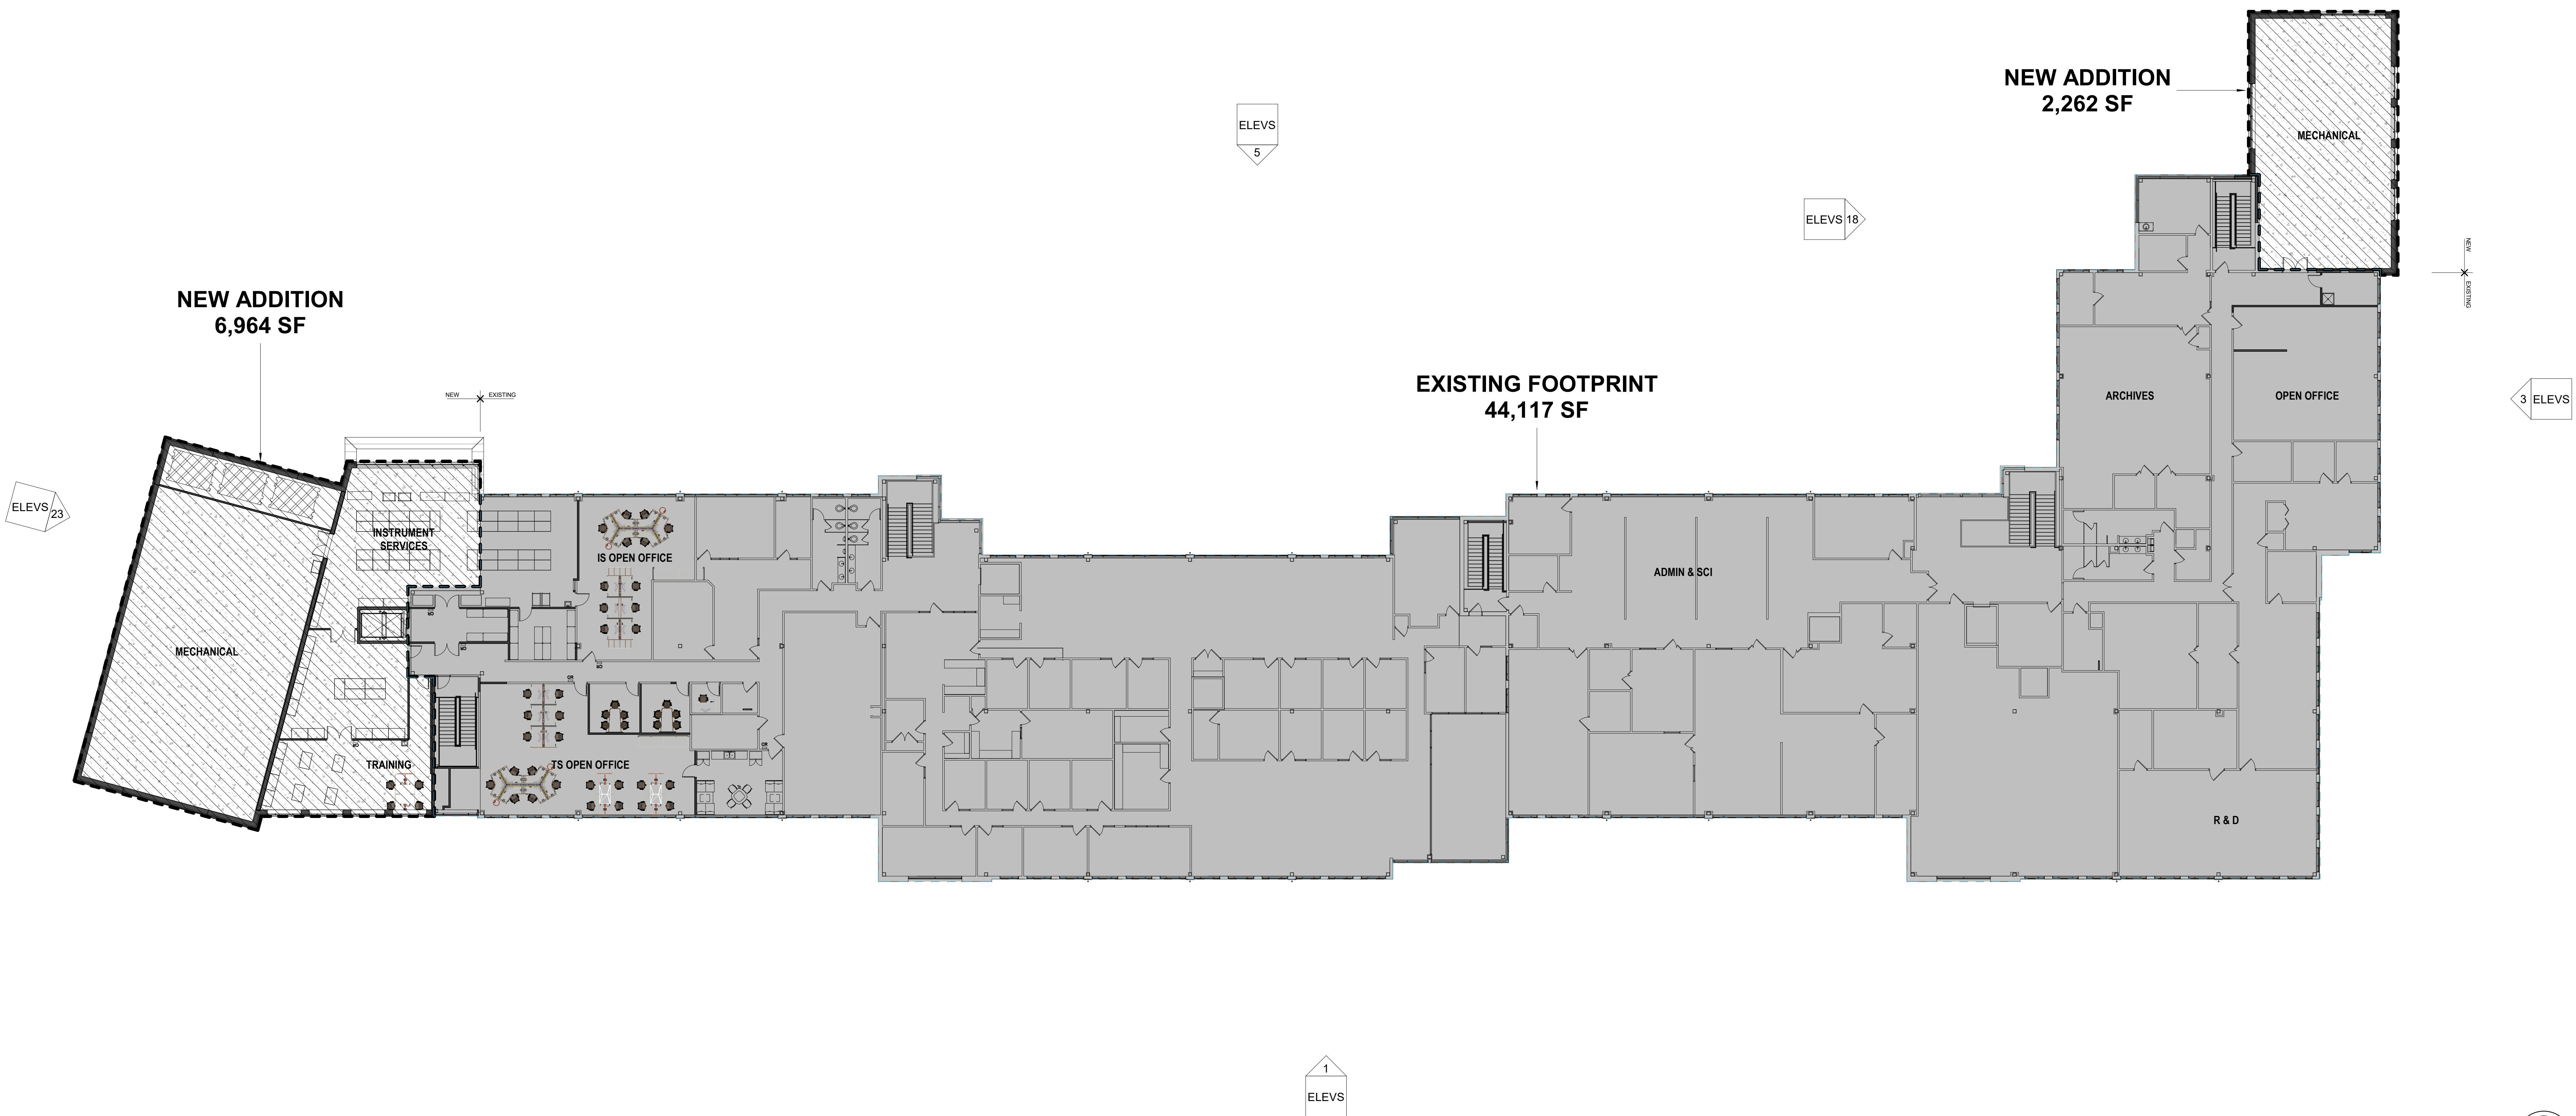 NEW ADDITION
2,262 SF
MECHANICAL
ELEVS
5
ELEVS 18
NEW
EXISTING
NEW ADDITION
6,964 SF
EXISTING FOOTPRINT
44,117 SF
NEW EXISTING
3 ELEVS
ARCHIVES
OPEN OFFICE
ELEVS 23
INSTRUMENT
SERVICES
IS OPEN OFFICE
ADMIN & SCI
MECHANICAL
TRAINING
TS OPEN OFFICE
CR
CR
R & D
1
ELEVS